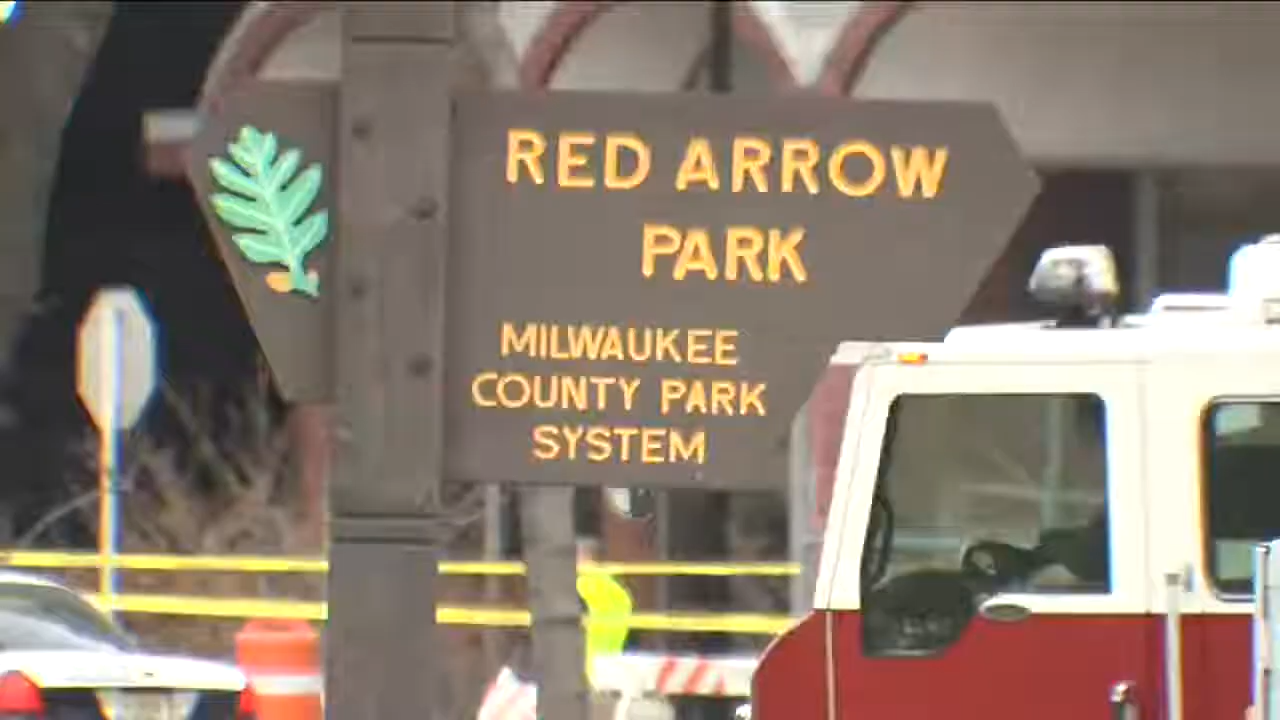 RED ARROW
PARK
MILWAUKEE
COUNTY PARK
SYSTEM